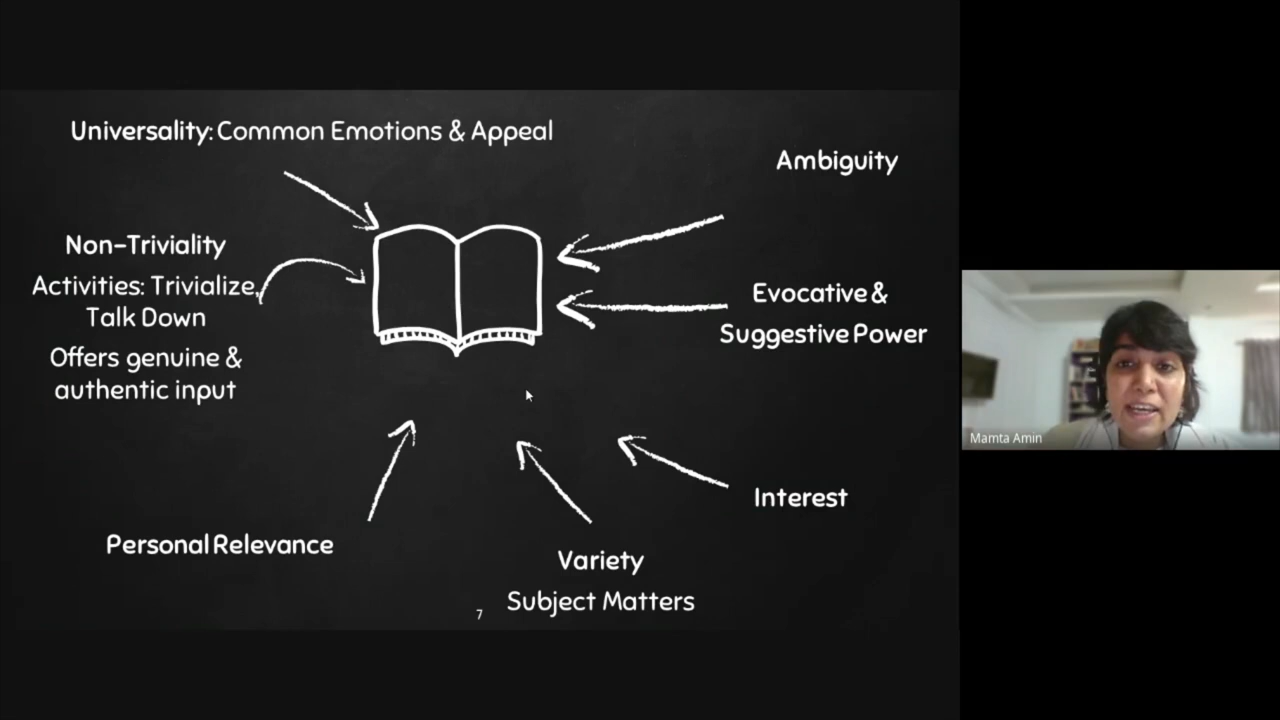 Universality: Common Emotions & Appeal
Ambiguity
Non-Triviality
Activities: Trivialize,
Talk Down
Offers genuine &
authentic input
Evocative &
Suggestive Power
Mamta Amin
Interest
Personal Relevance
Variety
Subject Matters
7